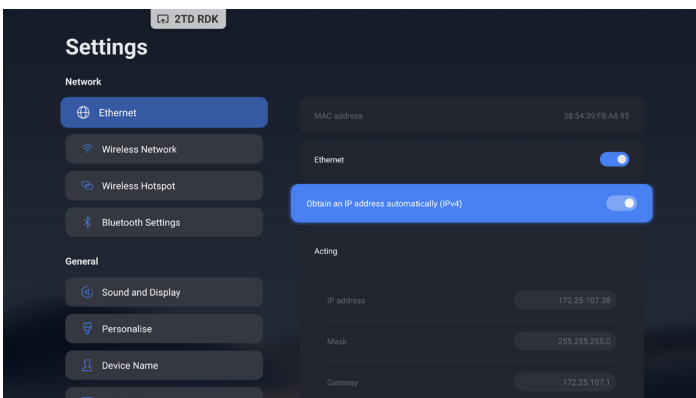 2TD RDK
Settings
Network
Ethernet
Wireless Network
Wireless Hotspot
Bluetooth Settings
General
Sound and Display
Personalise
Device Name
MAC address 38:54:39:F8:A8:95
Ethernet
Obtain an IP address automatically (IPv4)
Acting
IP address 172.25.107.38
Mask 255.255.255.0
Gateway 172.25.107.1